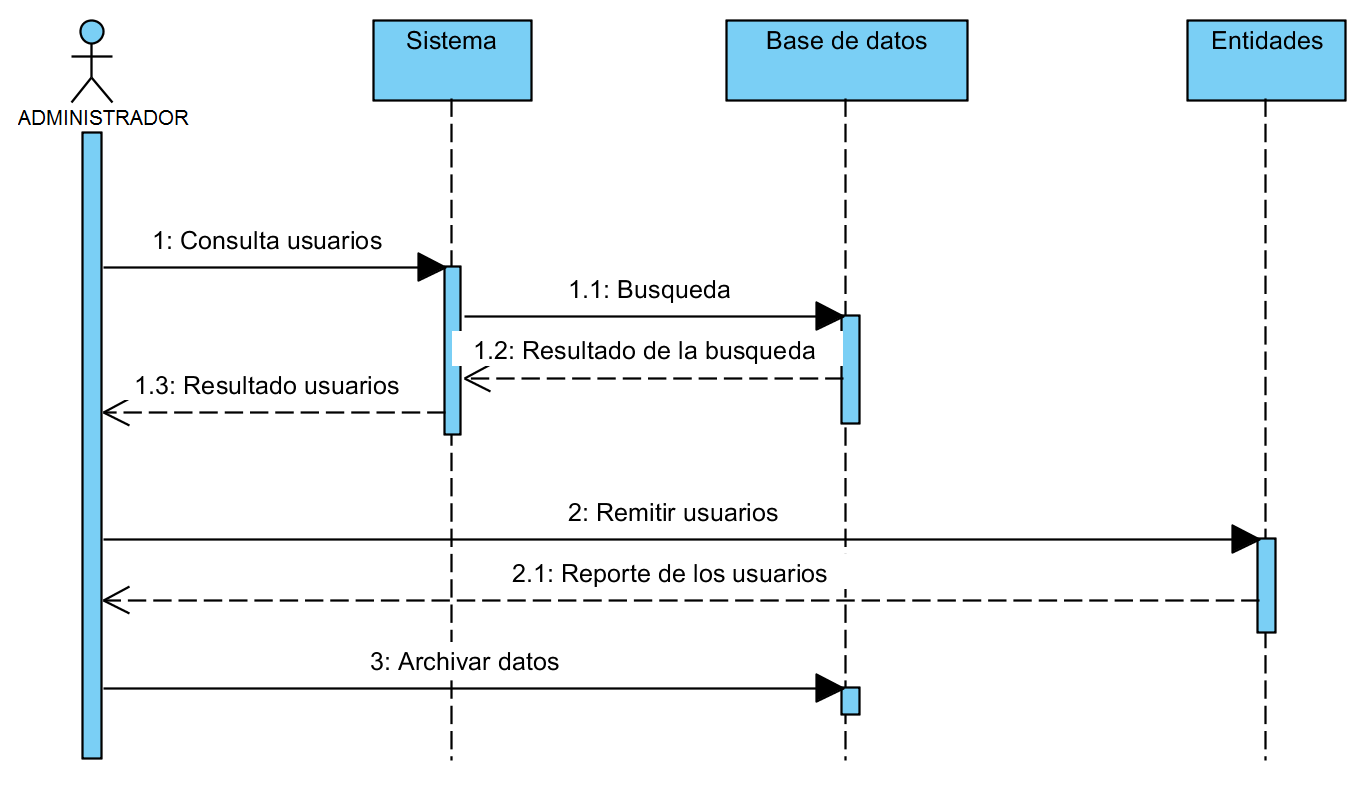 Sistema
Base de datos
Entidades
ADMINISTRADOR
1: Consulta usuarios
1.1: Busqueda
1.2: Resultado de la busqueda
1.3: Resultado usuarios
2: Remitir usuarios
2.1: Reporte de los usuarios
3: Archivar datos